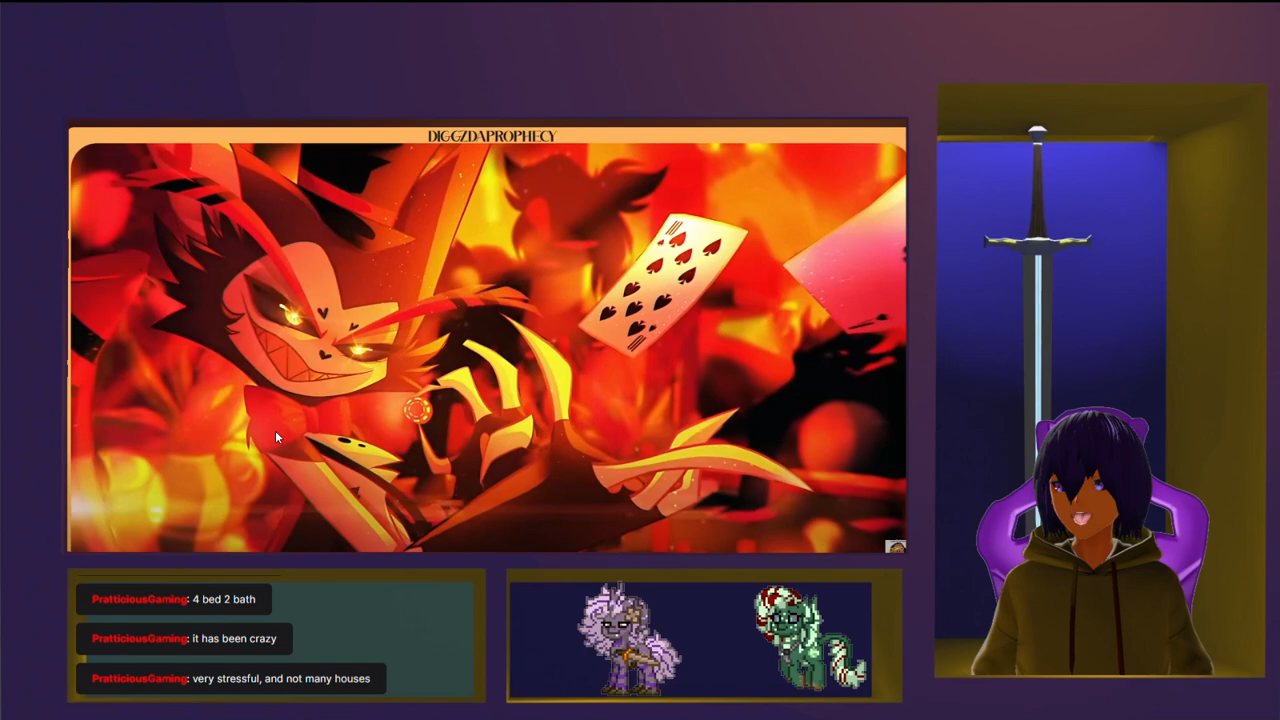 DIGGZDAPROPHECY
PratticiousGaming: 4 bed 2 bath
PratticiousGaming: it has been crazy
PratticiousGaming: very stressful, and not many houses